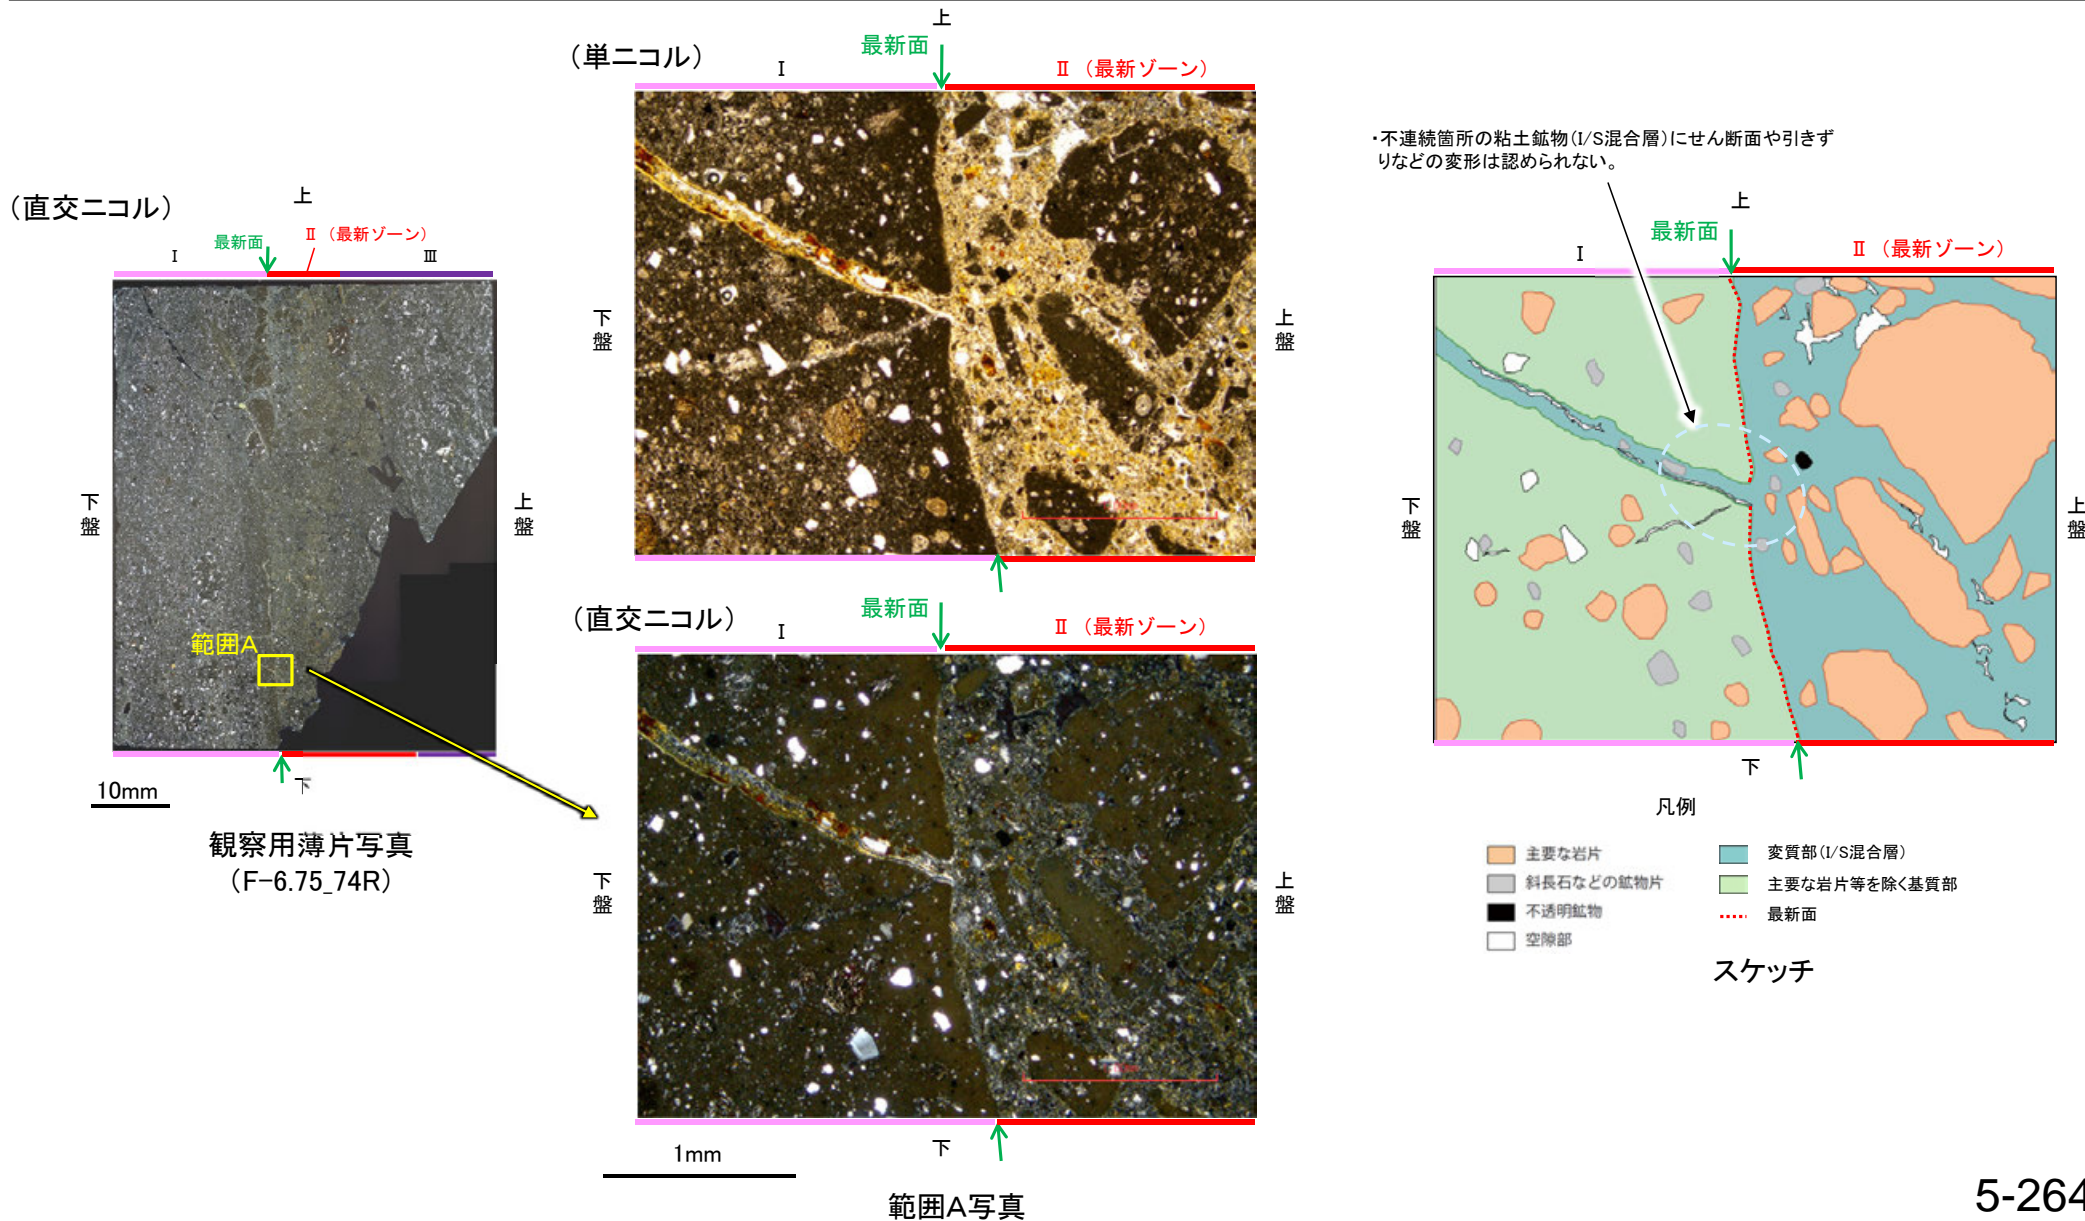 (直交ニコル)
上
最新面
Ⅱ (最新ゾーン)
Ⅰ
Ⅲ
下盤
上盤
範囲A
下
10mm
観察用薄片写真
(F-6.75_74R)
(単ニコル)
上
最新面
Ⅰ
Ⅱ (最新ゾーン)
下盤
上盤
(直交ニコル)
最新面
Ⅰ
Ⅱ (最新ゾーン)
下盤
上盤
下
1mm
範囲A写真
・不連続箇所の粘土鉱物(I/S混合層)にせん断面や引きず
りなどの変形は認められない。
上
最新面
Ⅰ
Ⅱ (最新ゾーン)
下盤
上盤
下
凡例
主要な岩片
斜長石などの鉱物片
不透明鉱物
空隙部
変質部(I/S混合層)
主要な岩片等を除く基質部
最新面
スケッチ
5-264